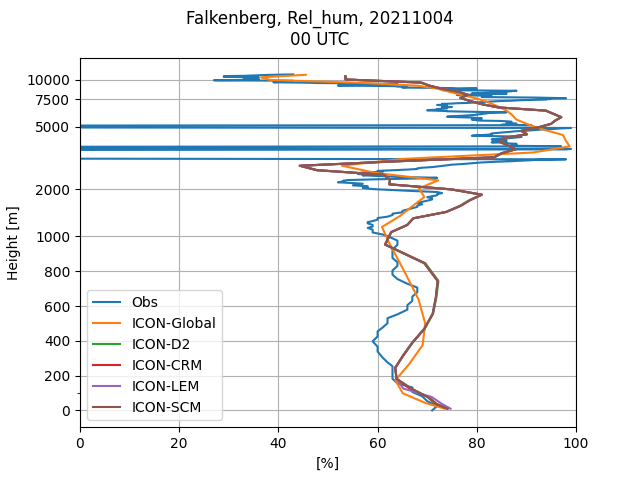 Falkenberg, Rel_hum, 20211004
00 UTC
10000
7500
5000
2000
1000
800
600
400
200
0
Height [m]
Obs
ICON-Global
ICON-D2
ICON-CRM
ICON-LEM
ICON-SCM
0 20 40 60 80 100
[%]